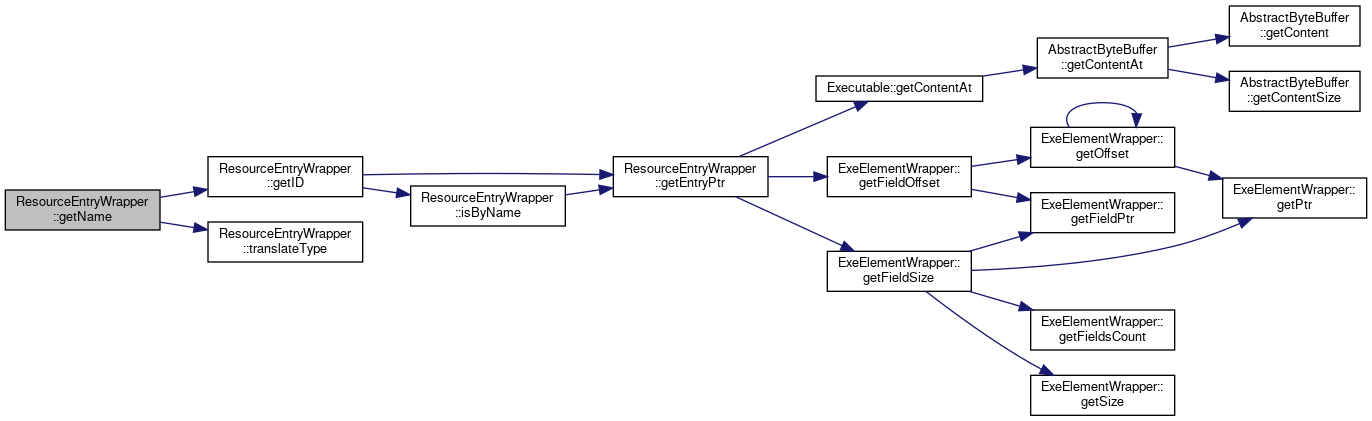 ResourceEntryWrapper
::getName
ResourceEntryWrapper
::getID
ResourceEntryWrapper
::translateType
ResourceEntryWrapper
::isByName
ResourceEntryWrapper
::getEntryPtr
Executable::getContentAt
ExeElementWrapper::
getFieldOffset
ExeElementWrapper::
getFieldSize
AbstractByteBuffer
::getContentAt
ExeElementWrapper::
getOffset
ExeElementWrapper::
getFieldPtr
ExeElementWrapper::
getFieldsCount
ExeElementWrapper::
getSize
AbstractByteBuffer
::getContent
AbstractByteBuffer
::getContentSize
ExeElementWrapper::
getPtr